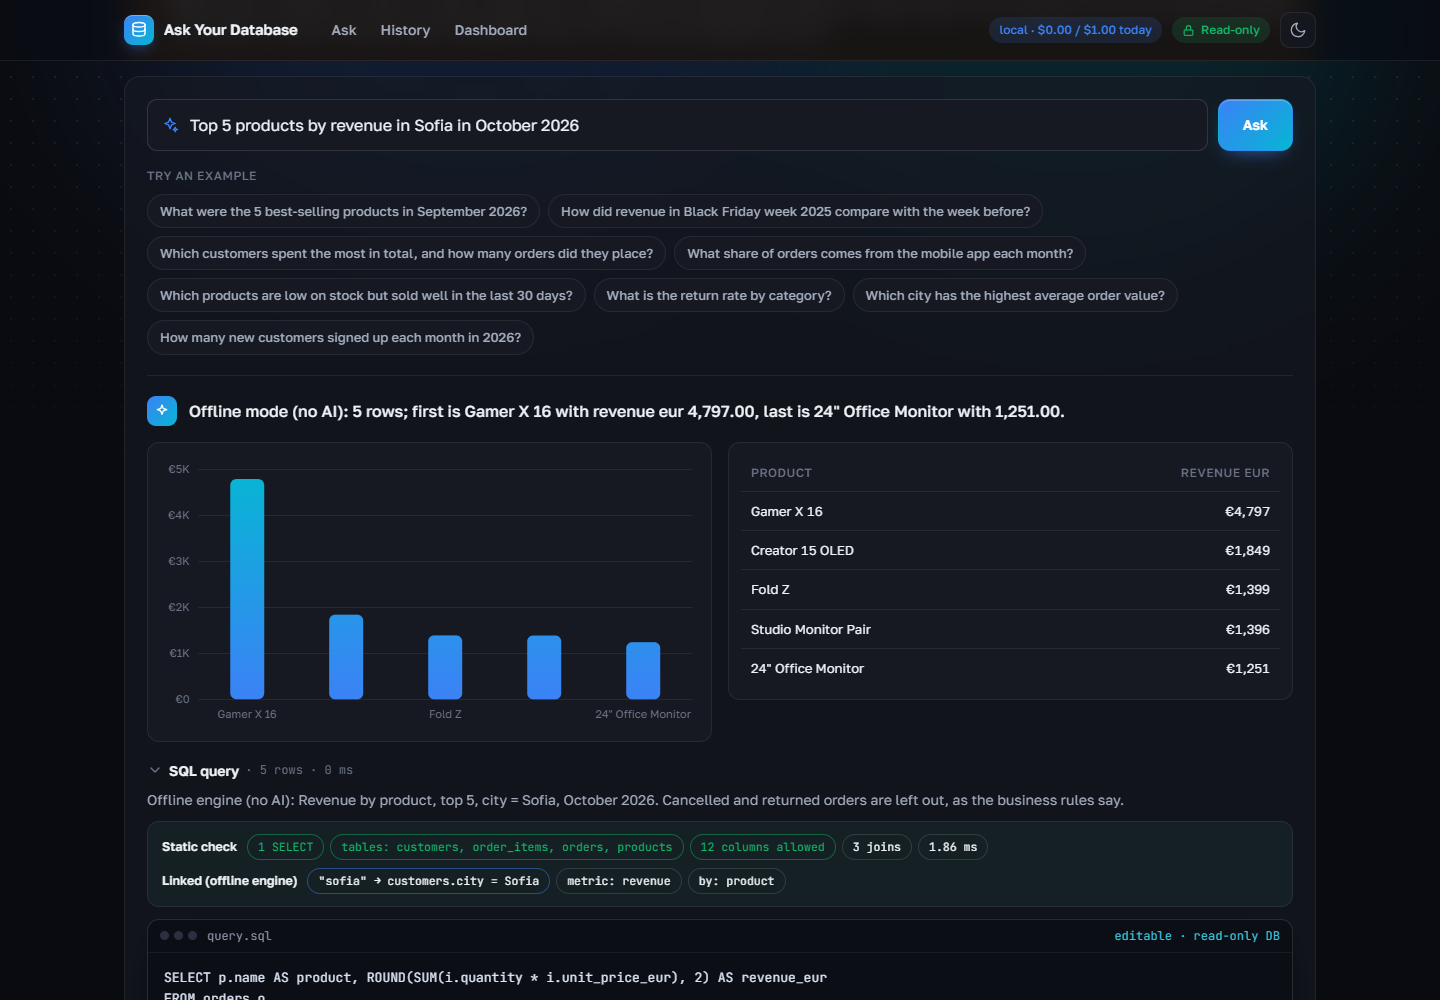 Ask Your Database
Ask
History
Dashboard
local · $0.00 / $1.00 today
Read-only
Top 5 products by revenue in Sofia in October 2026
Ask
TRY AN EXAMPLE
What were the 5 best-selling products in September 2026?
How did revenue in Black Friday week 2025 compare with the week before?
Which customers spent the most in total, and how many orders did they place?
What share of orders comes from the mobile app each month?
Which products are low on stock but sold well in the last 30 days?
What is the return rate by category?
Which city has the highest average order value?
How many new customers signed up each month in 2026?
Offline mode (no AI): 5 rows; first is Gamer X 16 with revenue eur 4,797.00, last is 24" Office Monitor with 1,251.00.
€5K
€4K
€3K
€2K
€1K
€0
Gamer X 16
Fold Z
24" Office Monitor
PRODUCT REVENUE EUR
Gamer X 16 €4,797
Creator 15 OLED €1,849
Fold Z €1,399
Studio Monitor Pair €1,396
24" Office Monitor €1,251
SQL query · 5 rows · 0 ms
Offline engine (no AI): Revenue by product, top 5, city = Sofia, October 2026. Cancelled and returned orders are left out, as the business rules say.
Static check 1 SELECT tables: customers, order_items, orders, products 12 columns allowed 3 joins 1.86 ms
Linked (offline engine) "sofia" → customers.city = Sofia metric: revenue by: product
query.sql editable · read-only DB
SELECT p.name AS product, ROUND(SUM(i.quantity * i.unit_price_eur), 2) AS revenue_eur
FROM orders o